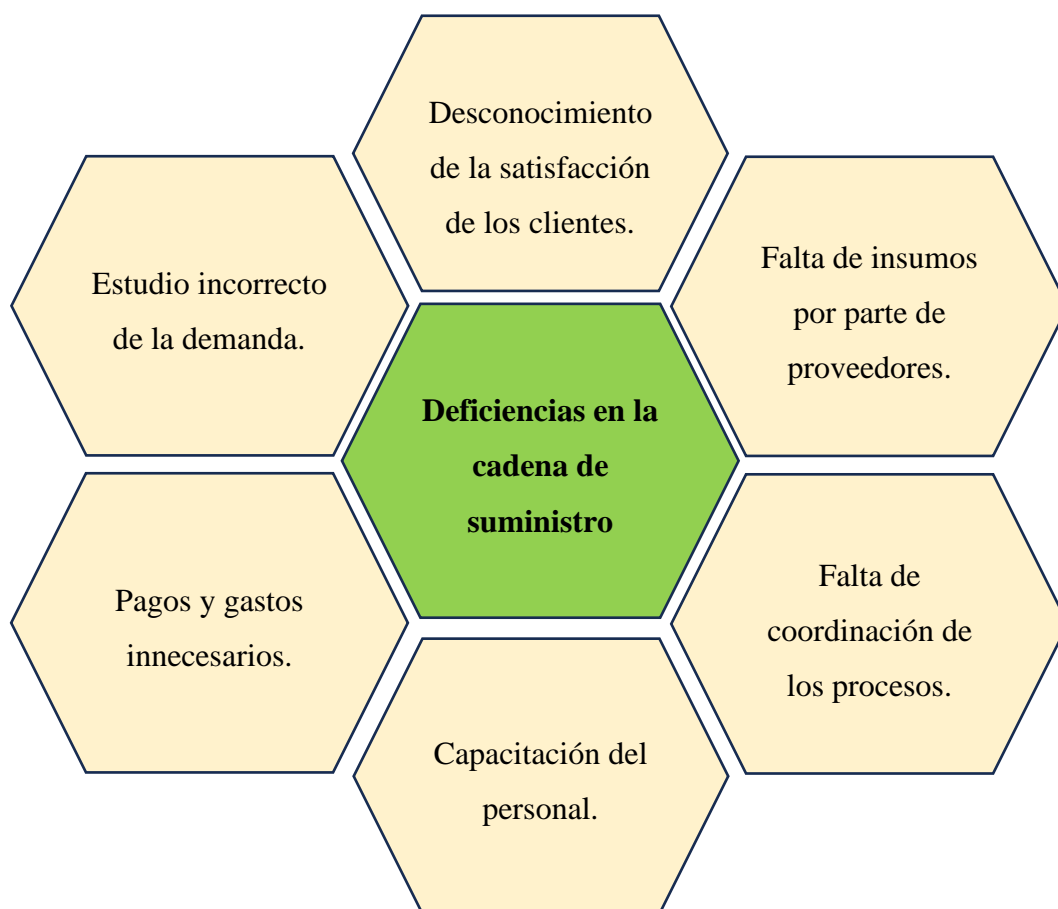 Desconocimiento
de la satisfacción
de los clientes.
Estudio incorrecto
de la demanda.
Falta de insumos
por parte de
proveedores.
Deficiencias en la
cadena de
suministro
Pagos y gastos
innecesarios.
Falta de
coordinación de
los procesos.
Capacitación del
personal.